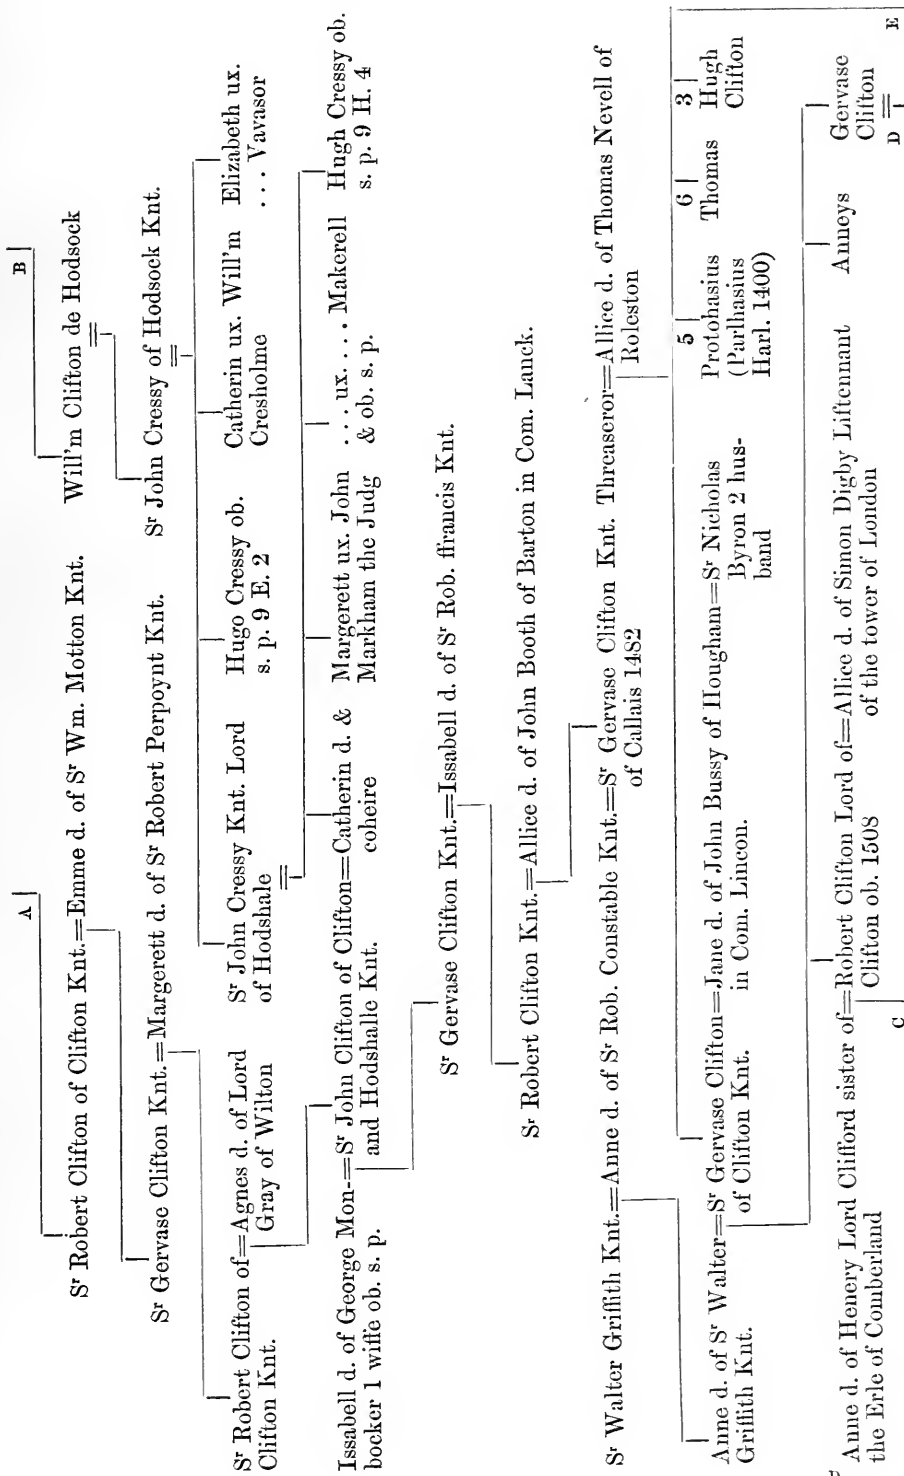 A
B
Sr Robert Clifton of Clifton Knt.=Emme d. of Sr Wm. Motton Knt.
Will'm Clifton de Hodsock
Sr Gervase Clifton Knt.=Margerett d. of Sr Robert Perpoynt Knt.
Sr John Cressy of Hodsock Knt.
Sr Robert Clifton of=Agnes d. of Lord
Clifton Knt.
Gray of Wilton
Sr John Cressy Knt. Lord
of Hodshale
Hugo Cressy ob.
s. p. 9 E. 2
Catherin ux. Will'm
Cresholme
Elizabeth ux.
... Vavasor
Issabell d. of George Mon-=Sr John Clifton of Clifton=Catherin d. &
bocker 1 wiffe ob. s. p.
and Hodshalle Knt.
coheire
Margerett ux. John
Markham the Judg
... ux. ... Makerell
& ob. s. p.
Hugh Cressy ob.
s. p. 9 H. 4
Sr Gervase Clifton Knt.=Issabell d. of Sr Rob. ffrancis Knt.
Sr Robert Clifton Knt.=Allice d. of John Booth of Barton in Com. Lanck.
Sr Walter Griffith Knt.=Anne d. of Sr Rob. Constable Knt.=Sr Gervase Clifton Knt. Threaseror=Allice d. of Thomas Nevell of
of Callais 1482
Roleston
Anne d. of Sr Walter=Sr Gervase Clifton=Jane d. of John Bussy of Hougham=Sr Nicholas
Griffith Knt.
of Clifton Knt.
in Com. Lincon.
Byron 2 hus-
band
5
Protohasius
(Parlhasius
Harl. 1400)
6
Thomas
3
Hugh
Clifton
Anne d. of Henery Lord Clifford sister of=Robert Clifton Lord of=Allice d. of Simon Digby Liftennant
the Erle of Comberland
Clifton ob. 1508
of the tower of London
Anneys
Gervase
Clifton
C
D
E